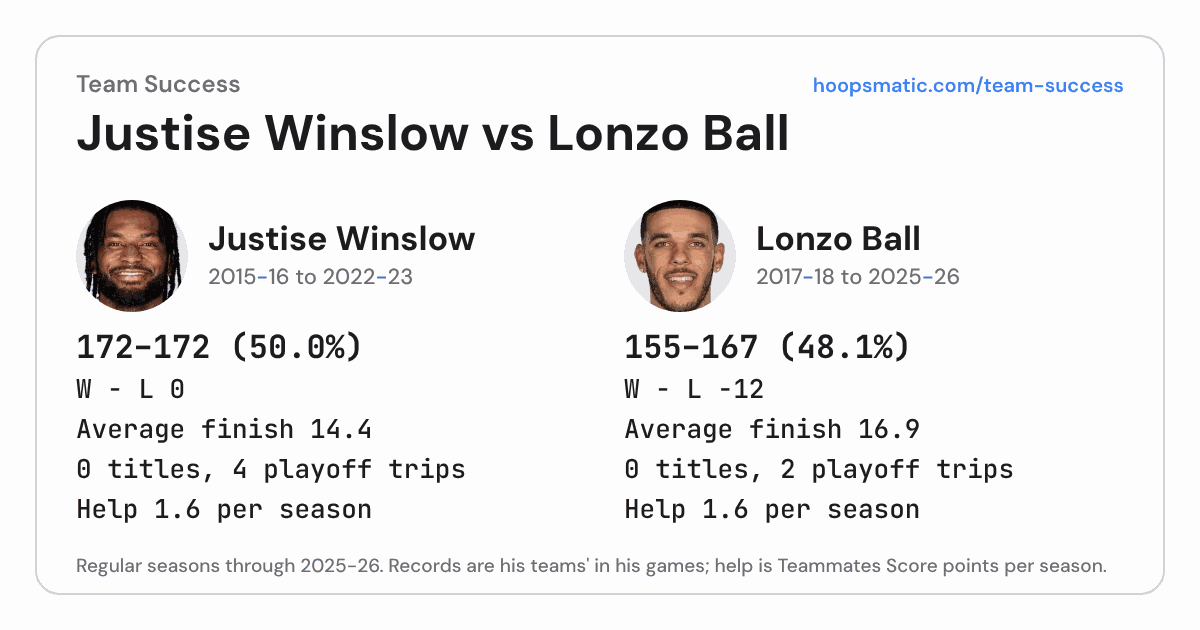 Team Success
hoopsmatic.com/team-success
Justise Winslow vs Lonzo Ball
Justise Winslow
2015-16 to 2022-23
172-172 (50.0%)
W - L 0
Average finish 14.4
0 titles, 4 playoff trips
Help 1.6 per season
Lonzo Ball
2017-18 to 2025-26
155-167 (48.1%)
W - L -12
Average finish 16.9
0 titles, 2 playoff trips
Help 1.6 per season
Regular seasons through 2025-26. Records are his teams' in his games; help is Teammates Score points per season.